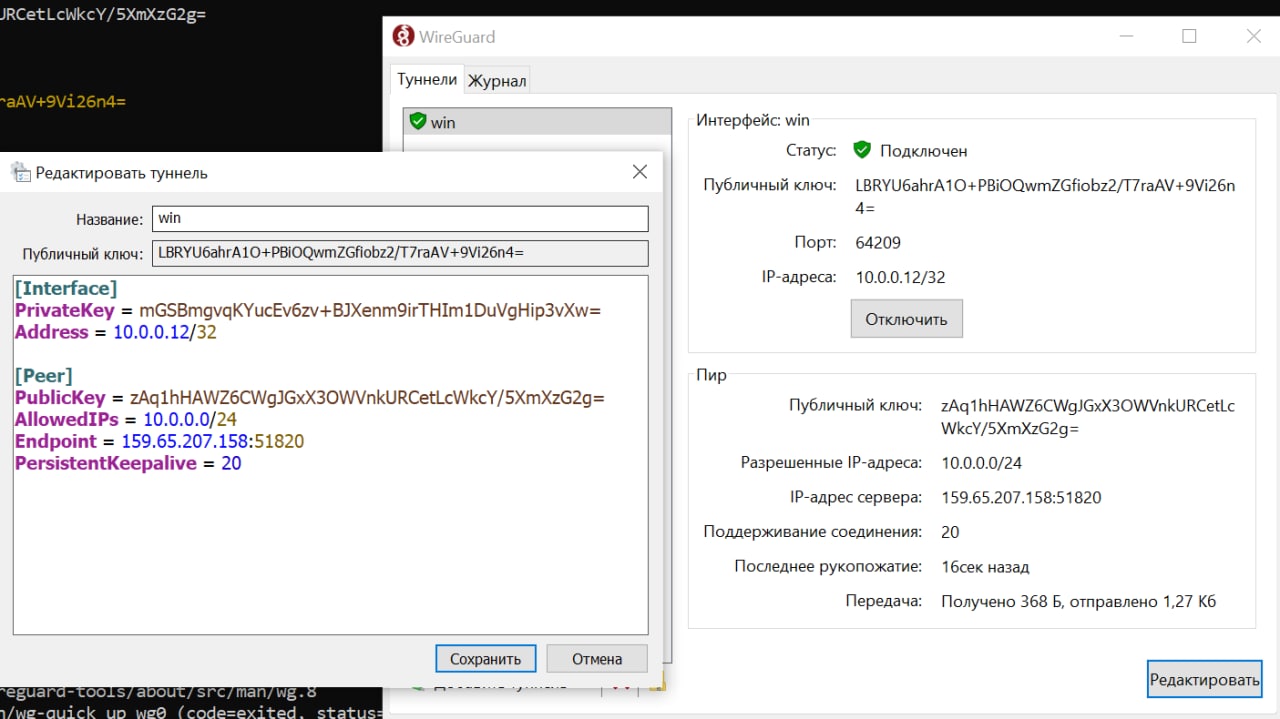 URCetLcWkcY/5XmXzG2g=
raAV+9Vi26n4=
WireGuard
Туннели
Журнал
win
Интерфейс: win
Статус: Подключен
Публичный ключ: LBRYU6ahrA1O+PBiOQwmZGfiobz2/T7raAV+9Vi26n
4=
Порт: 64209
IP-адреса: 10.0.0.12/32
Отключить
Пир
Публичный ключ: zAq1hHAWZ6CWgJGxX3OWVnkURCetLc
WkcY/5XmXzG2g=
Разрешенные IP-адреса: 10.0.0.0/24
IP-адрес сервера: 159.65.207.158:51820
Поддерживание соединения: 20
Последнее рукопожатие: 16сек назад
Передача: Получено 368 Б, отправлено 1,27 Кб
Редактировать
Редактировать туннель
Название: win
Публичный ключ: LBRYU6ahrA1O+PBiOQwmZGfiobz2/T7raAV+9Vi26n4=
[Interface]
PrivateKey = mGSBmgvqKYucEv6zv+BJXenm9irTHIm1DuVgHip3vXw=
Address = 10.0.0.12/32
[Peer]
PublicKey = zAq1hHAWZ6CWgJGxX3OWVnkURCetLcWkcY/5XmXzG2g=
AllowedIPs = 10.0.0.0/24
Endpoint = 159.65.207.158:51820
PersistentKeepalive = 20
Сохранить
Отмена
reguard-tools/about/src/man/wg.8
n/wg-quick up wg0 (code=exited, status=